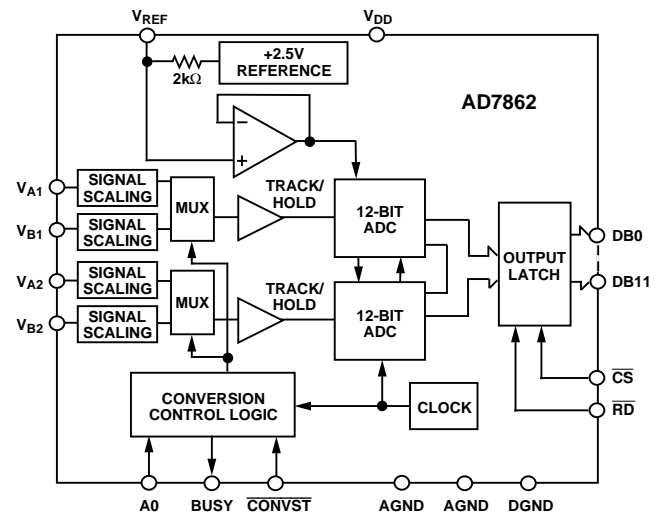 VREF
VDD
+2.5V
REFERENCE
2kΩ
AD7862
−
+
VA1
SIGNAL
SCALING
MUX
TRACK/
HOLD
12-BIT
ADC
VB1
SIGNAL
SCALING
OUTPUT
LATCH
DB0
DB11
VA2
SIGNAL
SCALING
MUX
TRACK/
HOLD
12-BIT
ADC
VB2
SIGNAL
SCALING
CS
RD
CONVERSION
CONTROL LOGIC
CLOCK
A0
BUSY
CONVST
AGND
AGND
DGND